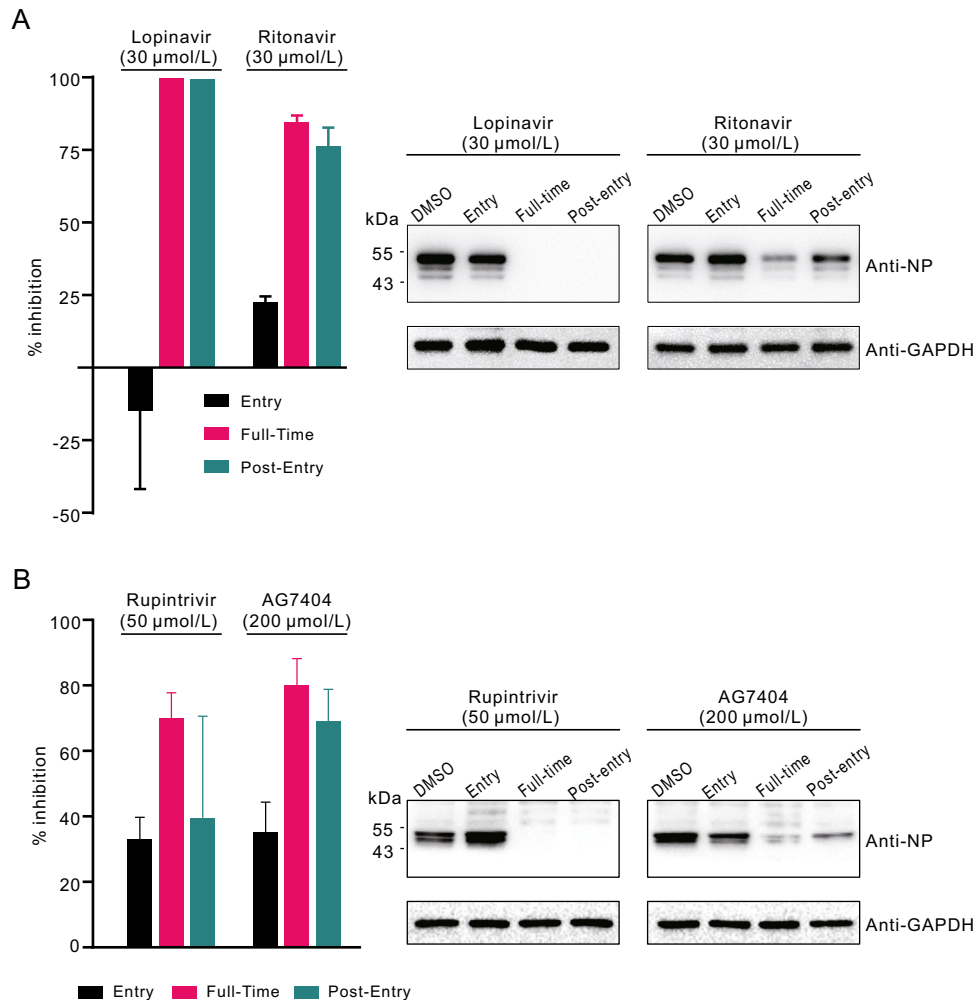 A
Lopinavir Ritonavir
(30 µmol/L) (30 µmol/L)
100
75
50
25
-25
-50
% inhibition
Entry
Full-Time
Post-Entry
Lopinavir Ritonavir
(30 µmol/L) (30 µmol/L)
DMSO Entry Full-time Post-entry DMSO Entry Full-time Post-entry
kDa
55 -
43 -
Anti-NP
Anti-GAPDH
B
Rupintrivir AG7404
(50 µmol/L) (200 µmol/L)
100
80
60
40
20
0
% inhibition
Entry Full-Time Post-Entry
Rupintrivir AG7404
(50 µmol/L) (200 µmol/L)
DMSO Entry Full-time Post-entry DMSO Entry Full-time Post-entry
kDa
55 -
43 -
Anti-NP
Anti-GAPDH